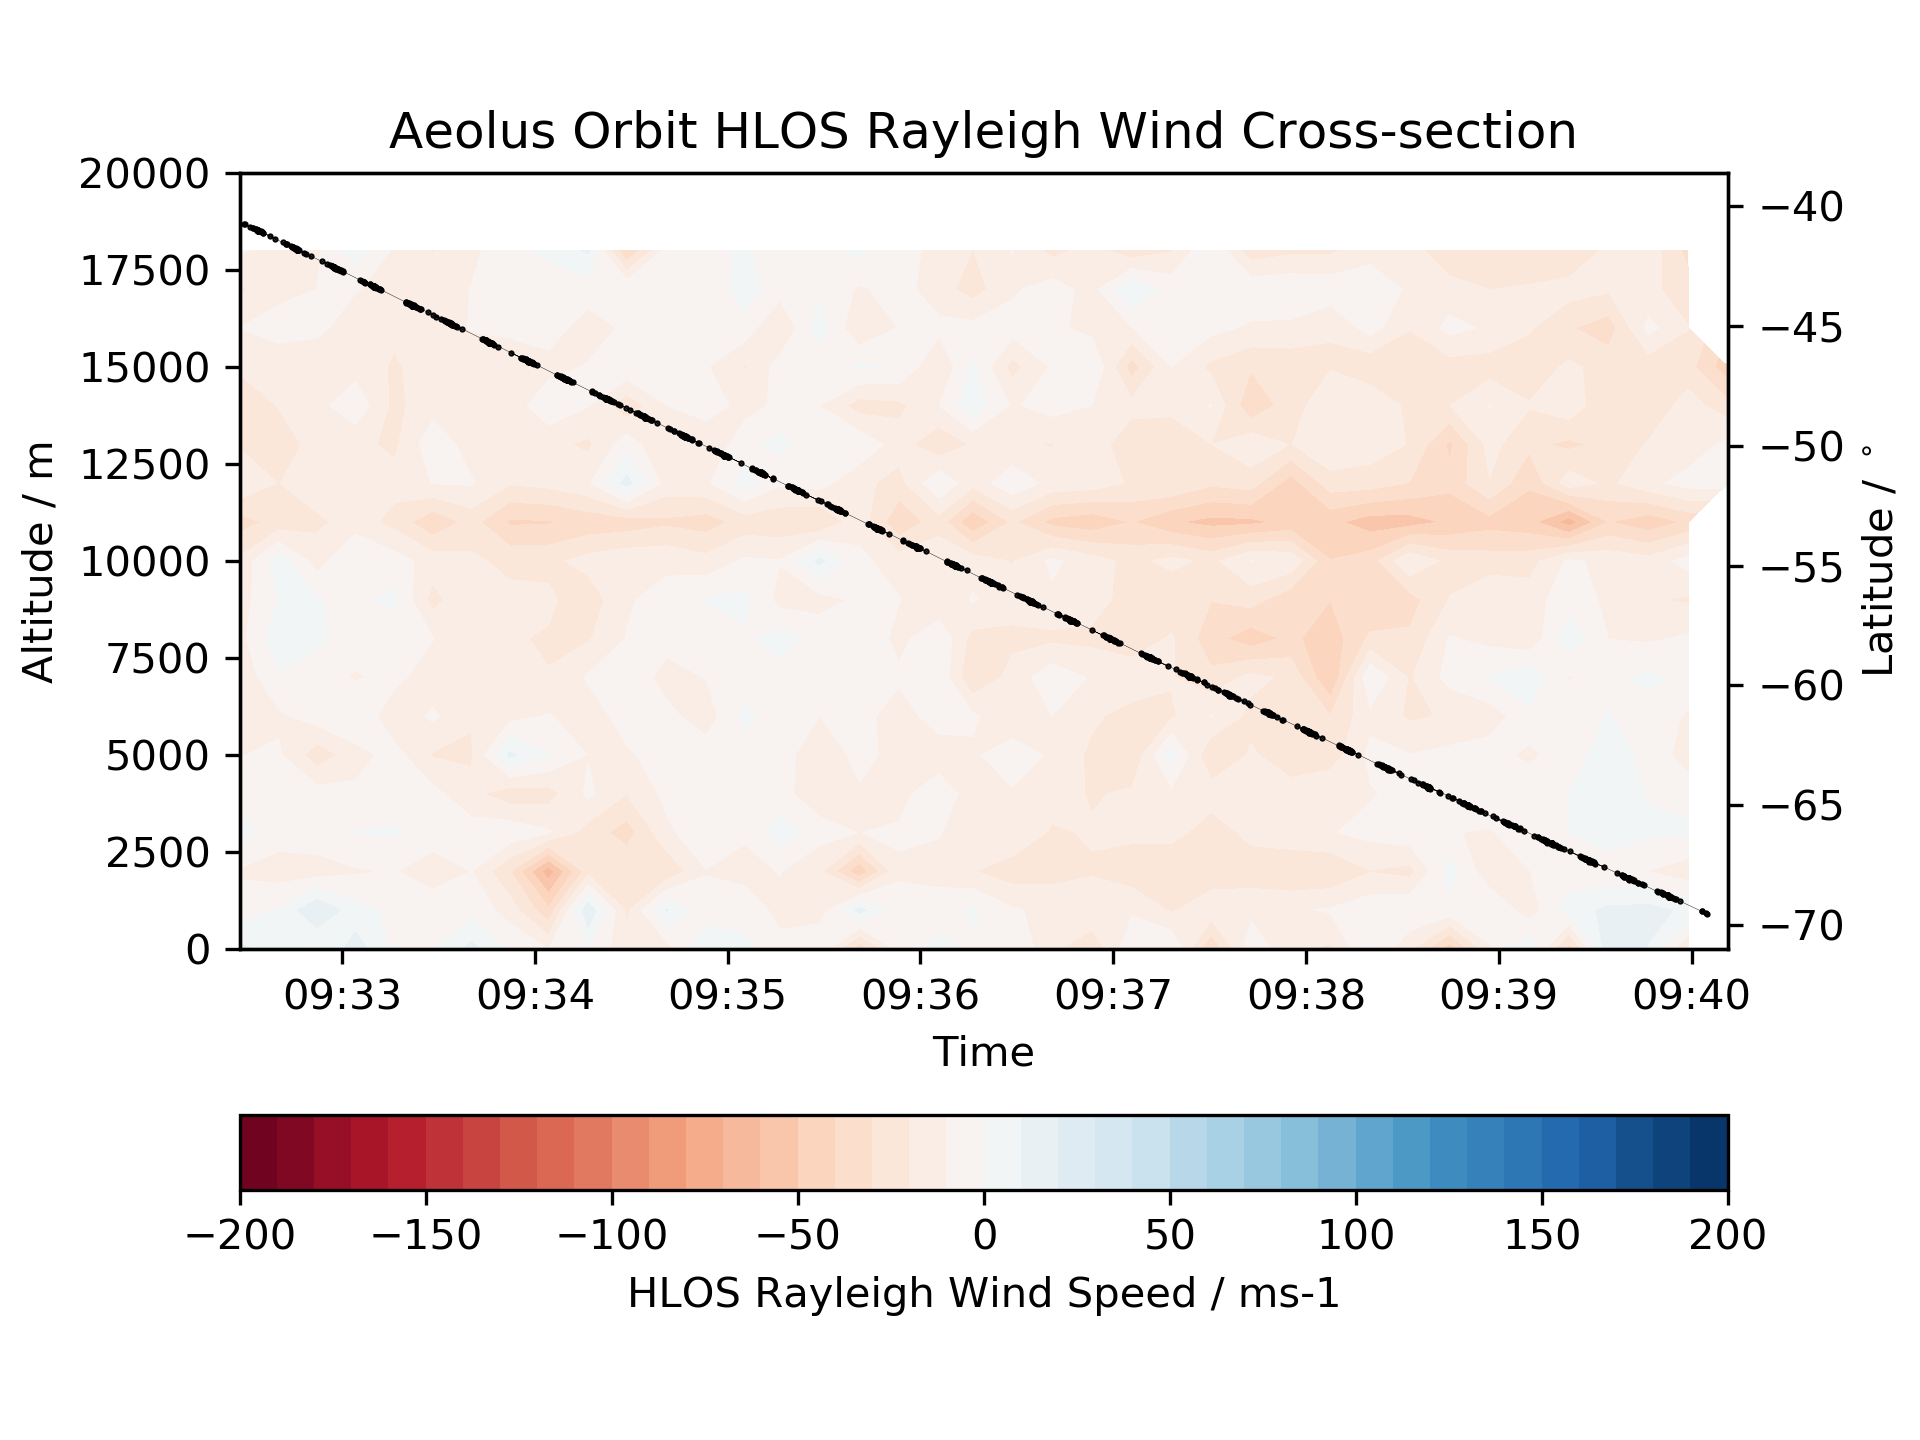 Aeolus Orbit HLOS Rayleigh Wind Cross-section
20000
17500
15000
12500
10000
7500
5000
2500
0
Altitude / m
−40
−45
−50
−55
−60
−65
−70
Latitude / °
09:33 09:34 09:35 09:36 09:37 09:38 09:39 09:40
Time
−200 −150 −100 −50 0 50 100 150 200
HLOS Rayleigh Wind Speed / ms-1